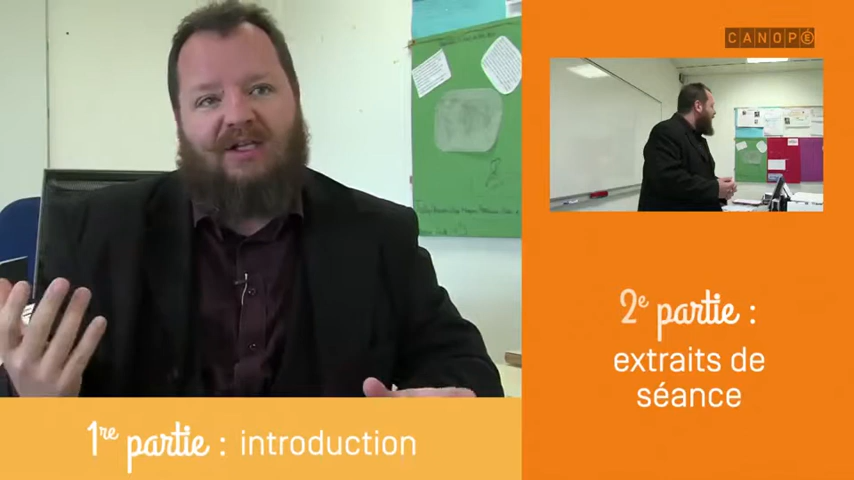 CANOPÉ
2e partie :
extraits de
séance
1re partie : introduction